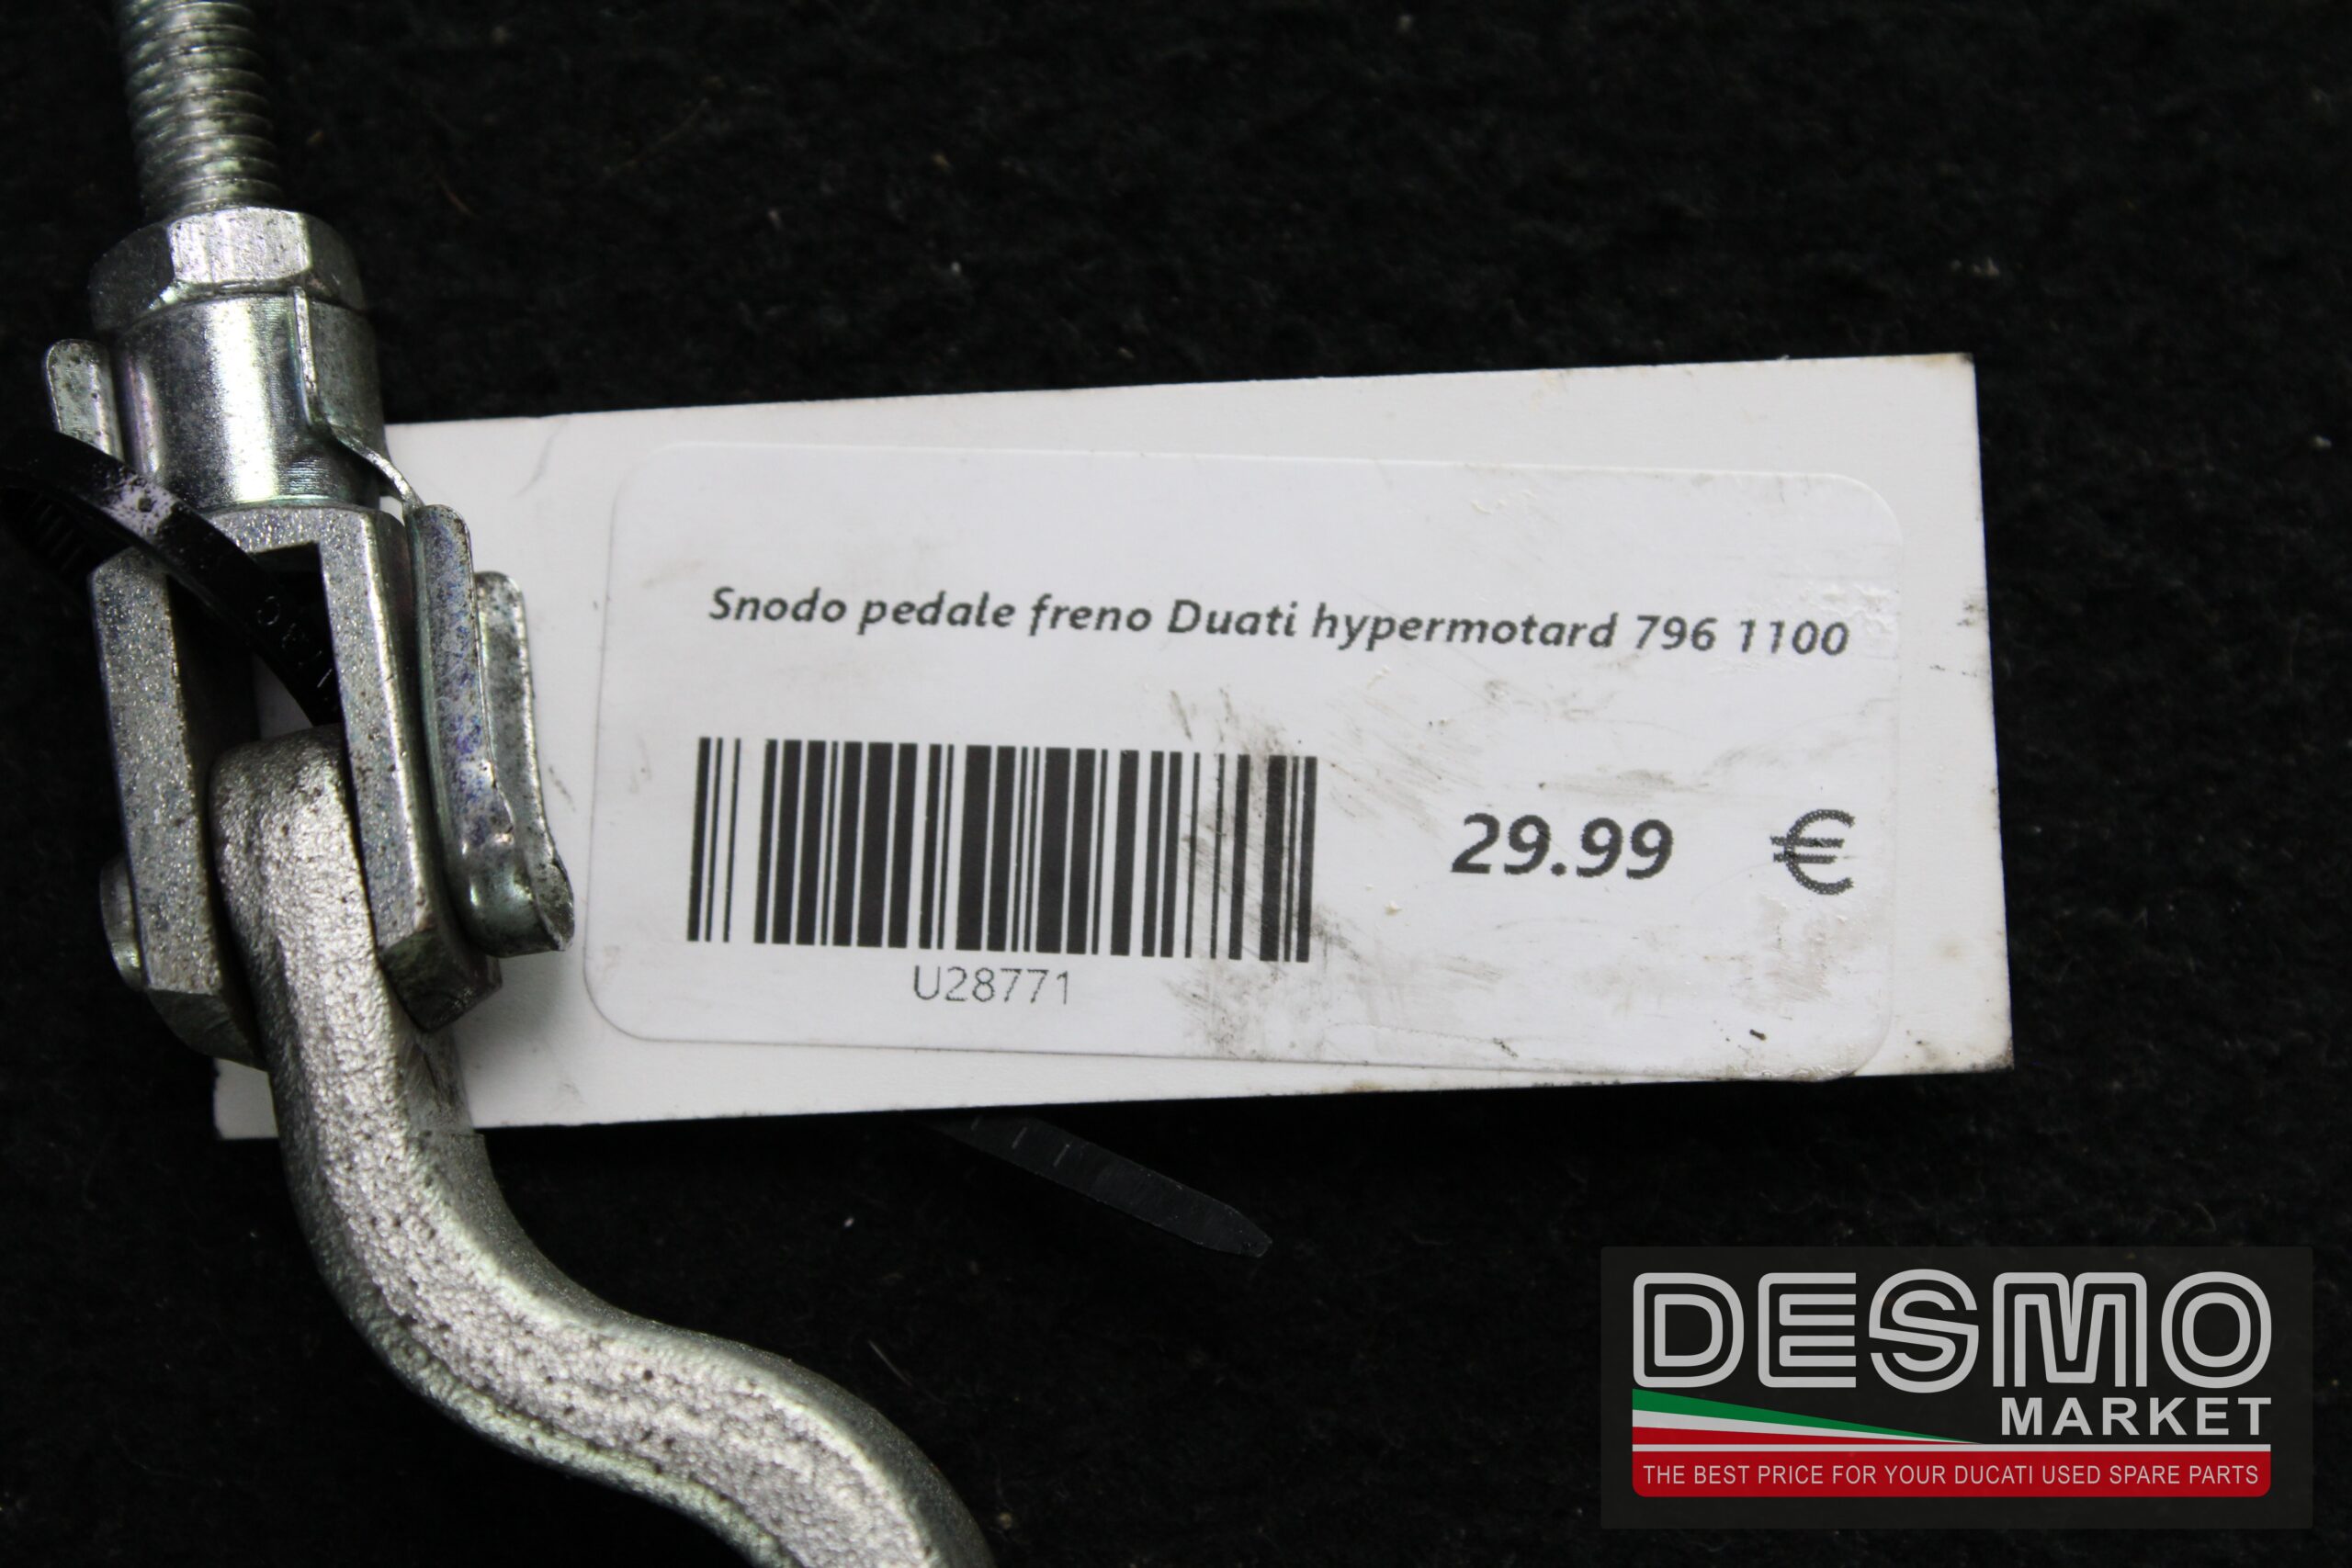 Snodo pedale freno Duati hypermotard 796 1100
29.99 €
U28771
DESMO
MARKET
THE BEST PRICE FOR YOUR DUCATI USED SPARE PARTS